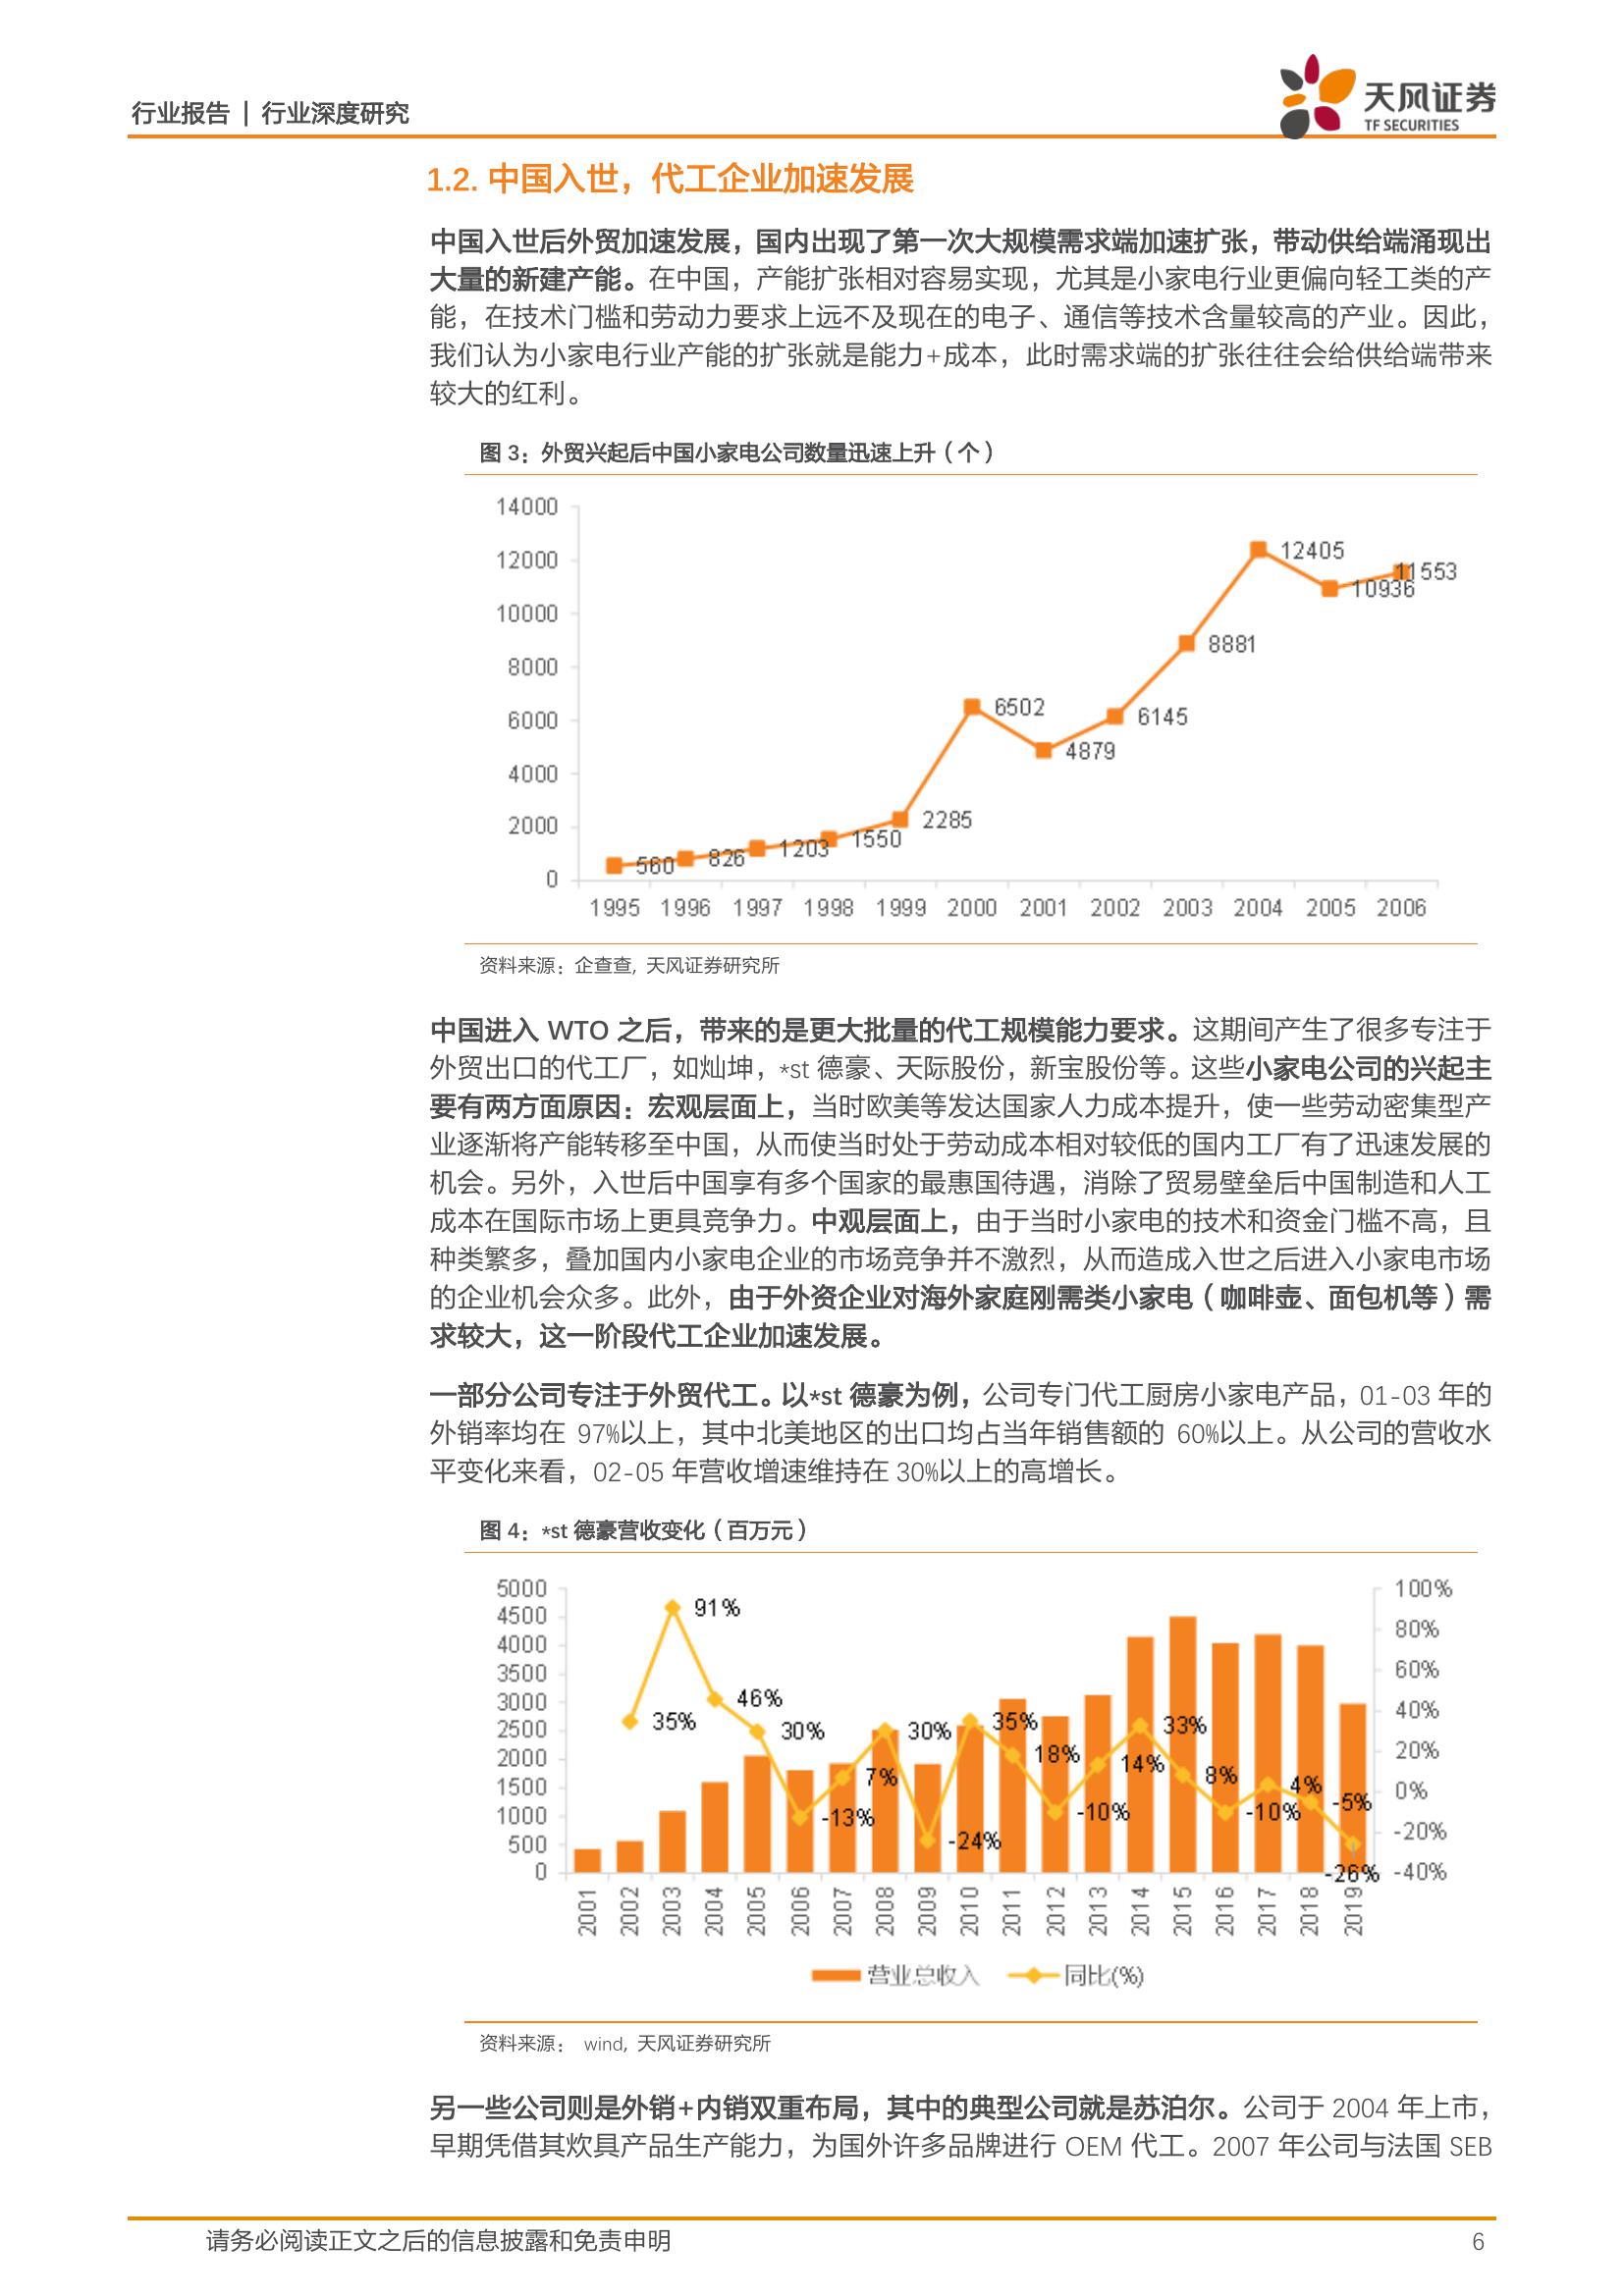 行业报告 | 行业深度研究
天风证券
TF SECURITIES
1.2. 中国入世，代工企业加速发展
中国入世后外贸加速发展，国内出现了第一次大规模需求端加速扩张，带动供给端涌现出
大量的新建产能。在中国，产能扩张相对容易实现，尤其是小家电行业更偏向轻工类的产
能，在技术门槛和劳动力要求上远不及现在的电子、通信等技术含量较高的产业。因此，
我们认为小家电行业产能的扩张就是能力+成本，此时需求端的扩张往往会给供给端带来
较大的红利。
图 3：外贸兴起后中国小家电公司数量迅速上升（个）
14000
12000
10000
8000
6000
4000
2000
0
560
826
1203
1550
2285
6502
4879
6145
8881
12405
10936
11553
1995 1996 1997 1998 1999 2000 2001 2002 2003 2004 2005 2006
资料来源：企查查, 天风证券研究所
中国进入 WTO 之后，带来的是更大批量的代工规模能力要求。这期间产生了很多专注于
外贸出口的代工厂，如灿坤，*st 德豪、天际股份，新宝股份等。这些小家电公司的兴起主
要有两方面原因：宏观层面上，当时欧美等发达国家人力成本提升，使一些劳动密集型产
业逐渐将产能转移至中国，从而使当时处于劳动成本相对较低的国内工厂有了迅速发展的
机会。另外，入世后中国享有多个国家的最惠国待遇，消除了贸易壁垒后中国制造和人工
成本在国际市场上更具竞争力。中观层面上，由于当时小家电的技术和资金门槛不高，且
种类繁多，叠加国内小家电企业的市场竞争并不激烈，从而造成入世之后进入小家电市场
的企业机会众多。此外，由于外资企业对海外家庭刚需类小家电（咖啡壶、面包机等）需
求较大，这一阶段代工企业加速发展。
一部分公司专注于外贸代工。以*st 德豪为例，公司专门代工厨房小家电产品，01-03 年的
外销率均在 97%以上，其中北美地区的出口均占当年销售额的 60%以上。从公司的营收水
平变化来看，02-05 年营收增速维持在 30%以上的高增长。
图 4：*st 德豪营收变化（百万元）
5000
4500
4000
3500
3000
2500
2000
1500
1000
500
0
100%
80%
60%
40%
20%
0%
-20%
-40%
35%
91%
46%
30%
-13%
7%
30%
-24%
35%
18%
-10%
14%
33%
8%
-10%
4%
-5%
-26%
2001 2002 2003 2004 2005 2006 2007 2008 2009 2010 2011 2012 2013 2014 2015 2016 2017 2018 2019
营业总收入 同比(%)
资料来源： wind, 天风证券研究所
另一些公司则是外销+内销双重布局，其中的典型公司就是苏泊尔。公司于 2004 年上市，
早期凭借其炊具产品生产能力，为国外许多品牌进行 OEM 代工。2007 年公司与法国 SEB
请务必阅读正文之后的信息披露和免责申明
6